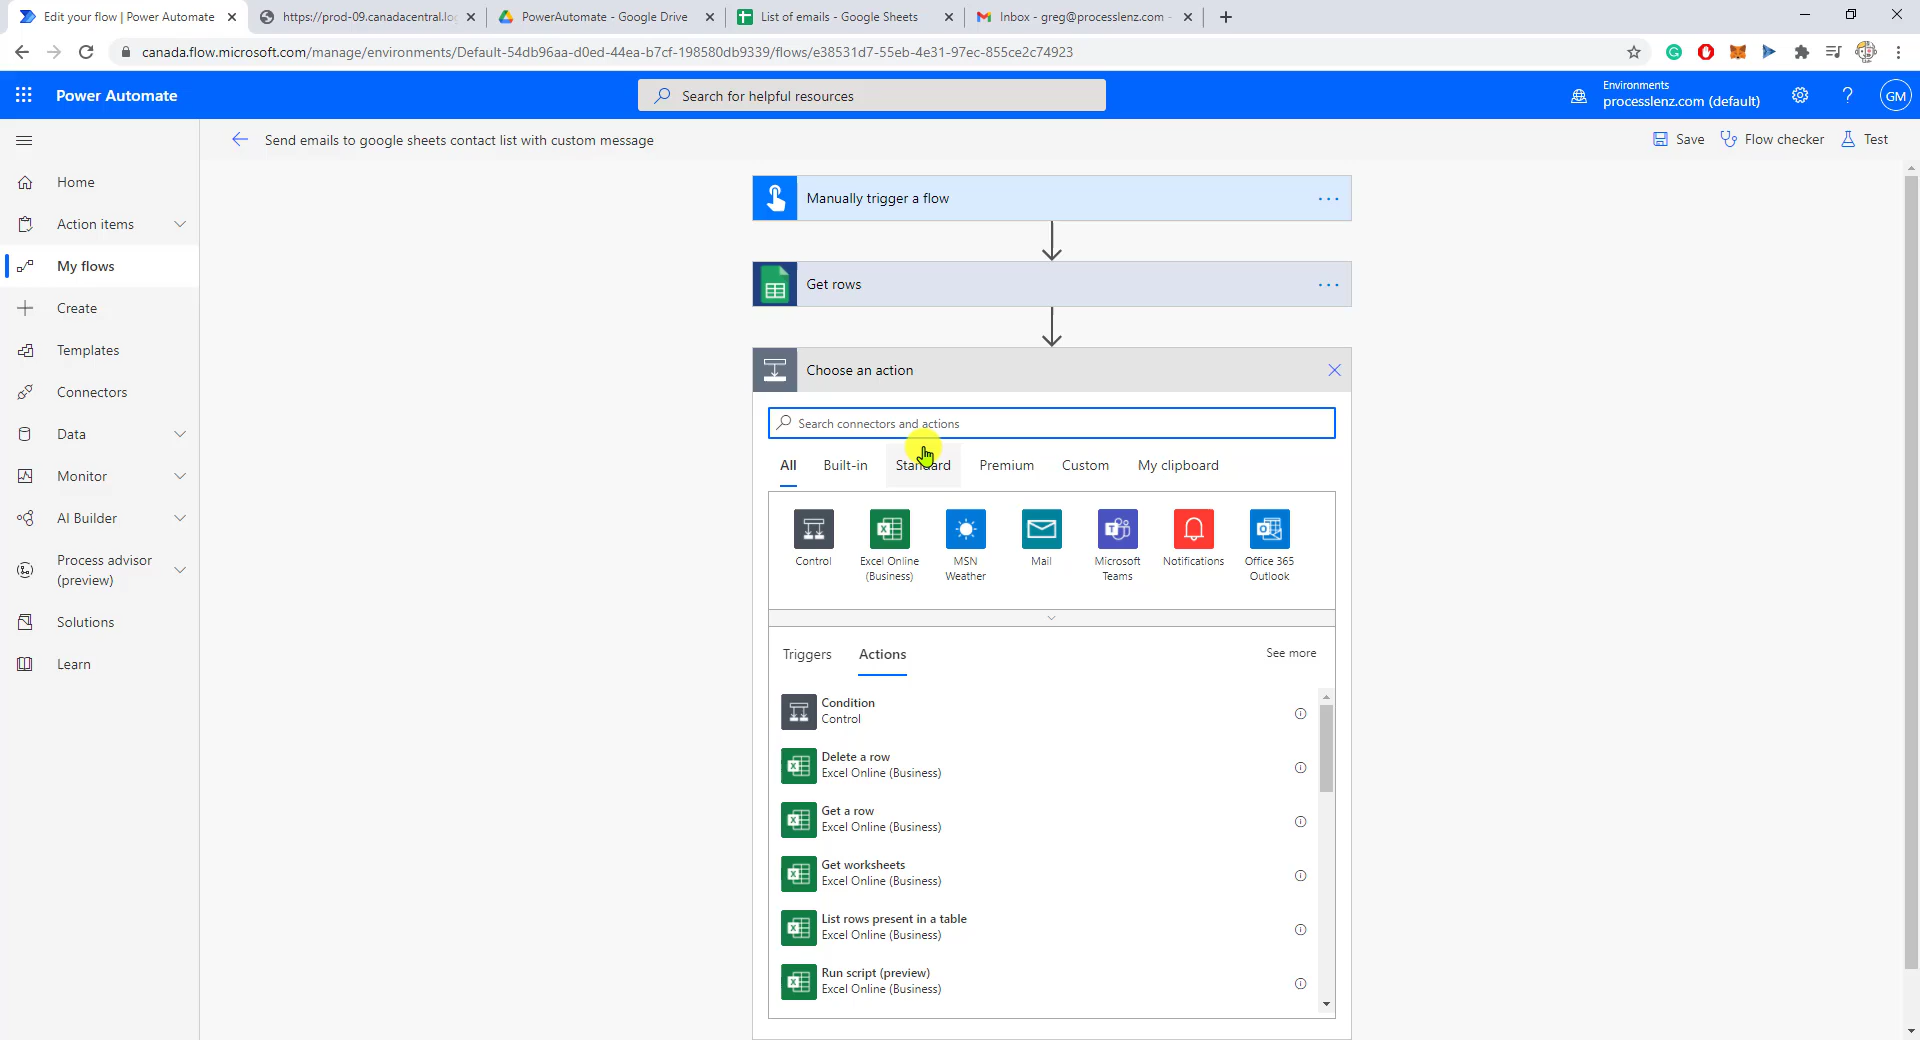 Edit your flow | Power Automate
https://prod-09.canadacentral.lo
PowerAutomate - Google Drive
List of emails - Google Sheets
Inbox - greg@processlenz.com -
canada.flow.microsoft.com/manage/environments/Default-54db96aa-d0ed-44ea-b7cf-198580db9339/flows/e38531d7-55eb-4e31-97ec-855ce2c74923
Power Automate
Search for helpful resources
Environments
processlenz.com (default)
?
GM
Send emails to google sheets contact list with custom message
Save
Flow checker
Test
Home
Action items
My flows
Create
Templates
Connectors
Data
Monitor
AI Builder
Process advisor
(preview)
Solutions
Learn
Manually trigger a flow
Get rows
Choose an action
Search connectors and actions
All
Built-in
Standard
Premium
Custom
My clipboard
Control
Excel Online
(Business)
MSN
Weather
Mail
Microsoft
Teams
Notifications
Office 365
Outlook
Triggers
Actions
See more
Condition
Control
Delete a row
Excel Online (Business)
Get a row
Excel Online (Business)
Get worksheets
Excel Online (Business)
List rows present in a table
Excel Online (Business)
Run script (preview)
Excel Online (Business)